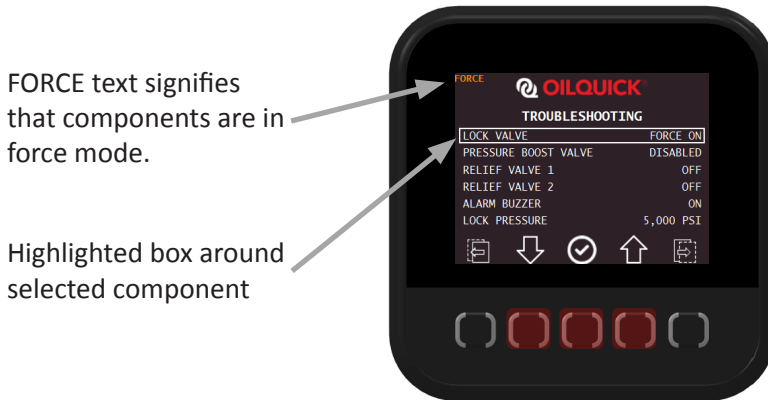 FORCE text signifies
that components are in
force mode.
Highlighted box around
selected component
FORCE
OILQUICK
TROUBLESHOOTING
LOCK VALVE FORCE ON
PRESSURE BOOST VALVE DISABLED
RELIEF VALVE 1 OFF
RELIEF VALVE 2 OFF
ALARM BUZZER ON
LOCK PRESSURE 5,000 PSI